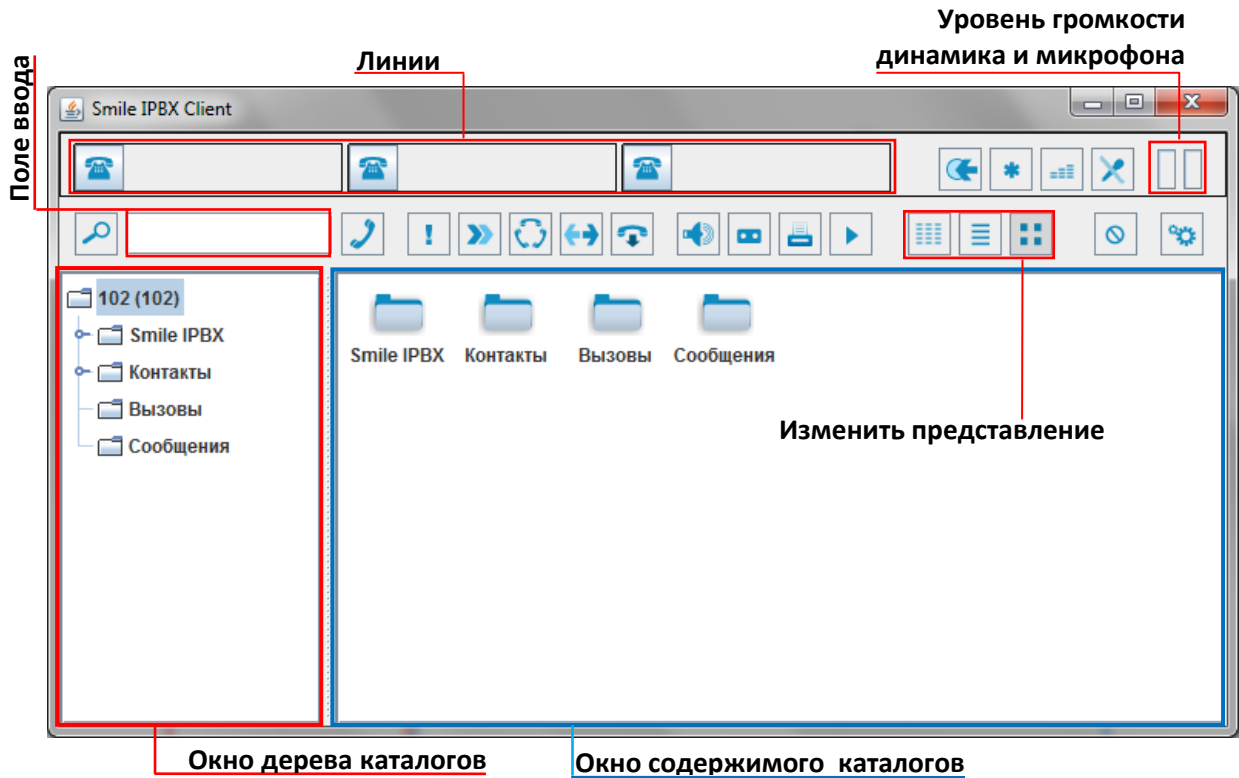 Уровень громкости
динамика и микрофона
Линии
Поле ввода
Smile IPBX Client
102 (102)
Smile IPBX
Контакты
Вызовы
Сообщения
Smile IPBX
Контакты
Вызовы
Сообщения
Изменить представление
Окно дерева каталогов
Окно содержимого каталогов